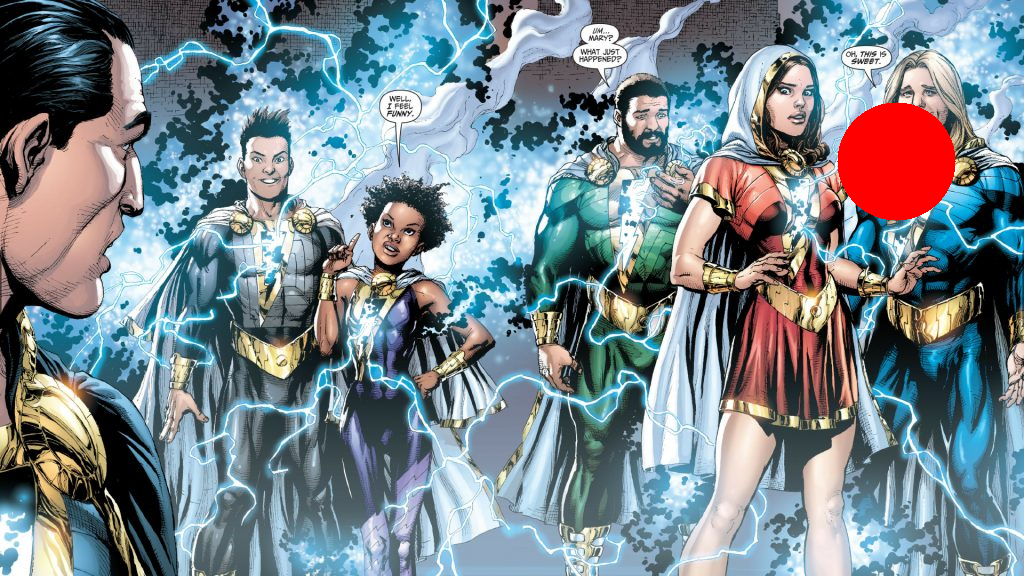 WELL,
I FEEL
FUNNY.
UM...
MARY?
WHAT JUST
HAPPENED?
OH, THIS IS
SWEET.